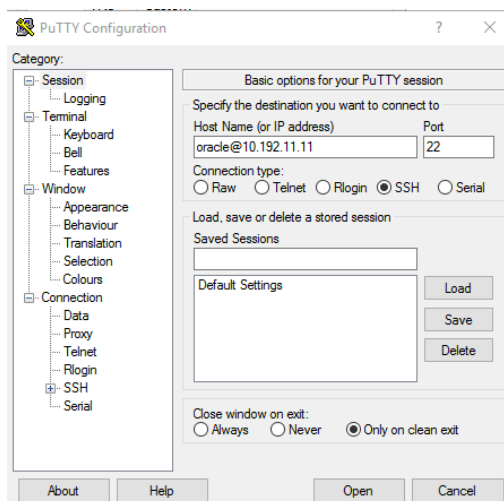 PuTTY Configuration
?
Category:
Session
Logging
Terminal
Keyboard
Bell
Features
Window
Appearance
Behaviour
Translation
Selection
Colours
Connection
Data
Proxy
Telnet
Rlogin
SSH
Serial
Basic options for your PuTTY session
Specify the destination you want to connect to
Host Name (or IP address) Port
oracle@10.192.11.11 22
Connection type:
Raw Telnet Rlogin SSH Serial
Load, save or delete a stored session
Saved Sessions
Default Settings
Load
Save
Delete
Close window on exit:
Always Never Only on clean exit
About Help Open Cancel